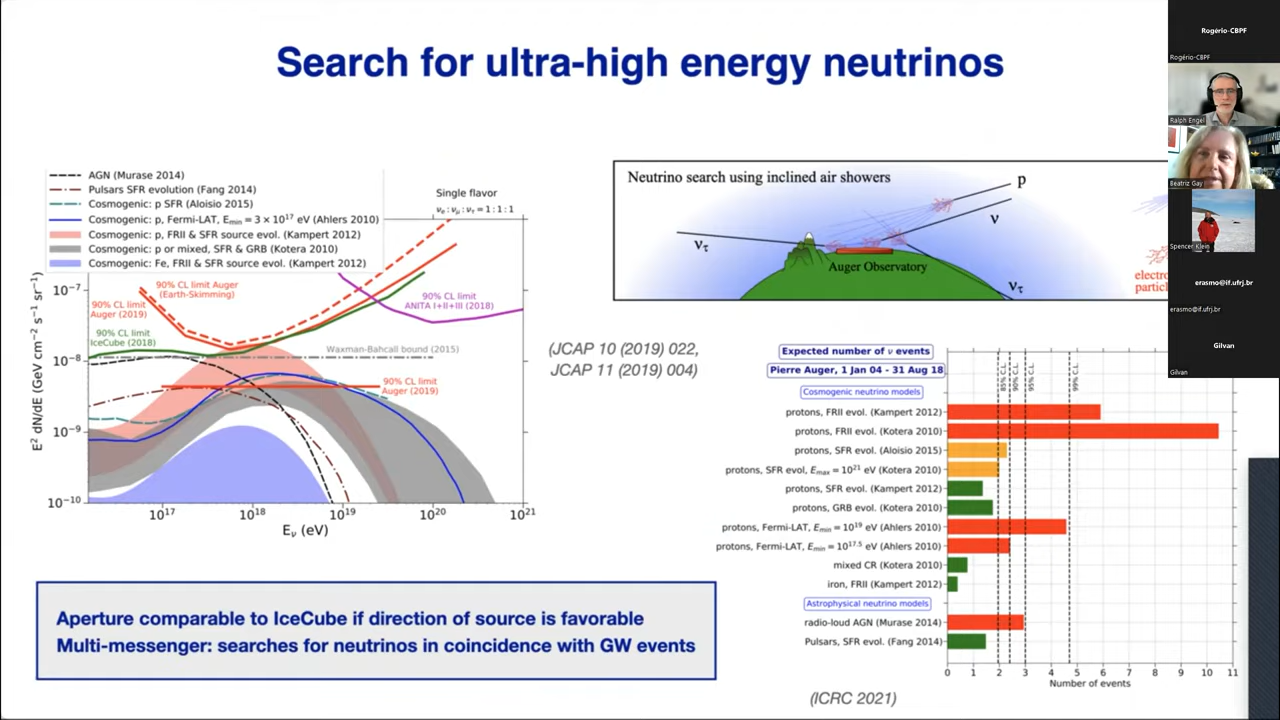 Search for ultra-high energy neutrinos
AGN (Murase 2014)
Pulsars SFR evolution (Fang 2014)
Cosmogenic: p SFR (Aloisio 2015)
Cosmogenic: p, Fermi-LAT, E_min = 3 × 10^17 eV (Ahlers 2010)
Cosmogenic: p, FRII & SFR source evol. (Kampert 2012)
Cosmogenic: p or mixed, SFR & GRB (Kotera 2010)
Cosmogenic: Fe, FRII & SFR source evol. (Kampert 2012)
Single flavor
ν_e : ν_μ : ν_τ = 1 : 1 : 1
90% CL limit Auger
(Earth-Skimming)
90% CL limit
Auger (2019)
90% CL limit
IceCube (2018)
90% CL limit
ANITA I+II+III (2018)
Waxman-Bahcall bound (2015)
90% CL limit
Auger (2019)
E² dN/dE (GeV cm⁻² s⁻¹ sr⁻¹)
10⁻⁷
10⁻⁸
10⁻⁹
10⁻¹⁰
10¹⁷ 10¹⁸ 10¹⁹ 10²⁰ 10²¹
E_ν (eV)
(JCAP 10 (2019) 022,
JCAP 11 (2019) 004)
Neutrino search using inclined air showers
p
ν
ν_τ
Auger Observatory
ν_τ
Expected number of ν events
Pierre Auger, 1 Jan 04 - 31 Aug 18
Cosmogenic neutrino models
protons, FRII evol. (Kampert 2012)
protons, FRII evol. (Kotera 2010)
protons, SFR evol. (Aloisio 2015)
protons, SFR evol, E_max = 10²¹ eV (Kotera 2010)
protons, SFR evol. (Kampert 2012)
protons, GRB evol. (Kotera 2010)
protons, Fermi-LAT, E_min = 10¹⁹ eV (Ahlers 2010)
protons, Fermi-LAT, E_min = 10^17.5 eV (Ahlers 2010)
mixed CR (Kotera 2010)
iron, FRII (Kampert 2012)
Astrophysical neutrino models
radio-loud AGN (Murase 2014)
Pulsars, SFR evol. (Fang 2014)
0 1 2 3 4 5 6 7 8 9 10 11
Number of events
(ICRC 2021)
Aperture comparable to IceCube if direction of source is favorable
Multi-messenger: searches for neutrinos in coincidence with GW events
Rogério-CBPF
Rogério-CBPF
Ralph Engel
Beatriz Gay
Spencer Klein
erasmo@if.ufrj.br
erasmo@if.ufrj.br
Gilvan
Gilvan